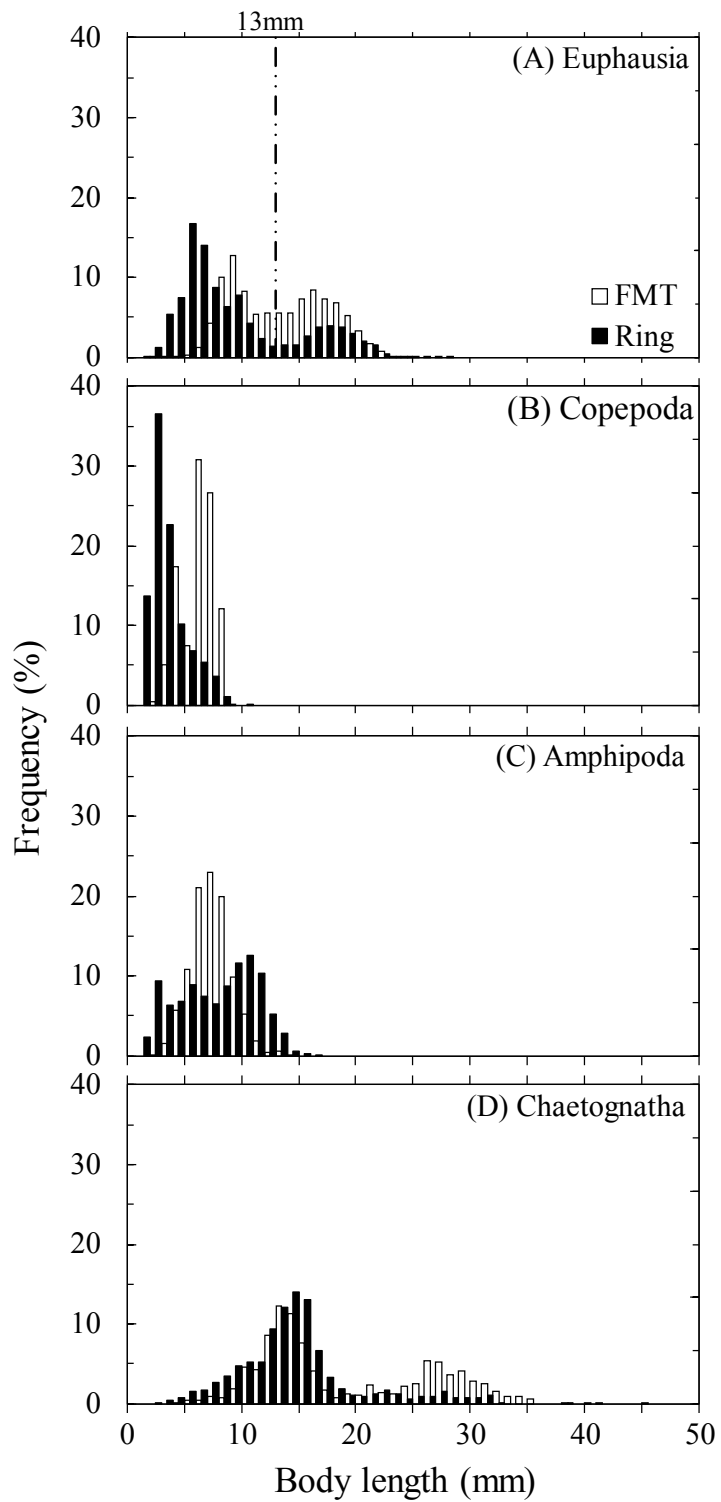 13mm
40
(A) Euphausia
30
20
10
FMT
Ring
0
40
(B) Copepoda
30
20
10
0
Frequency (%)
40
(C) Amphipoda
30
20
10
0
40
(D) Chaetognatha
30
20
10
0
0 10 20 30 40 50
Body length (mm)